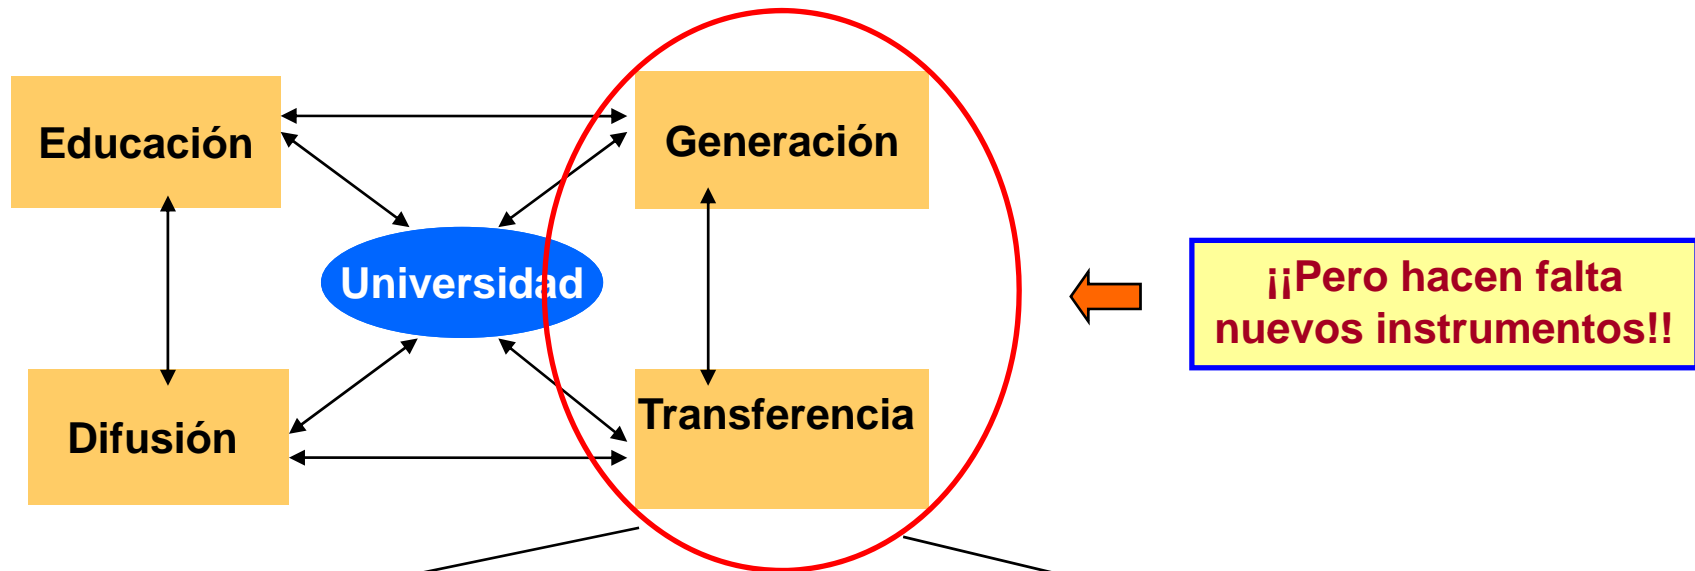 Educación
Generación
Universidad
¡¡Pero hacen falta
nuevos instrumentos!!
Difusión
Transferencia